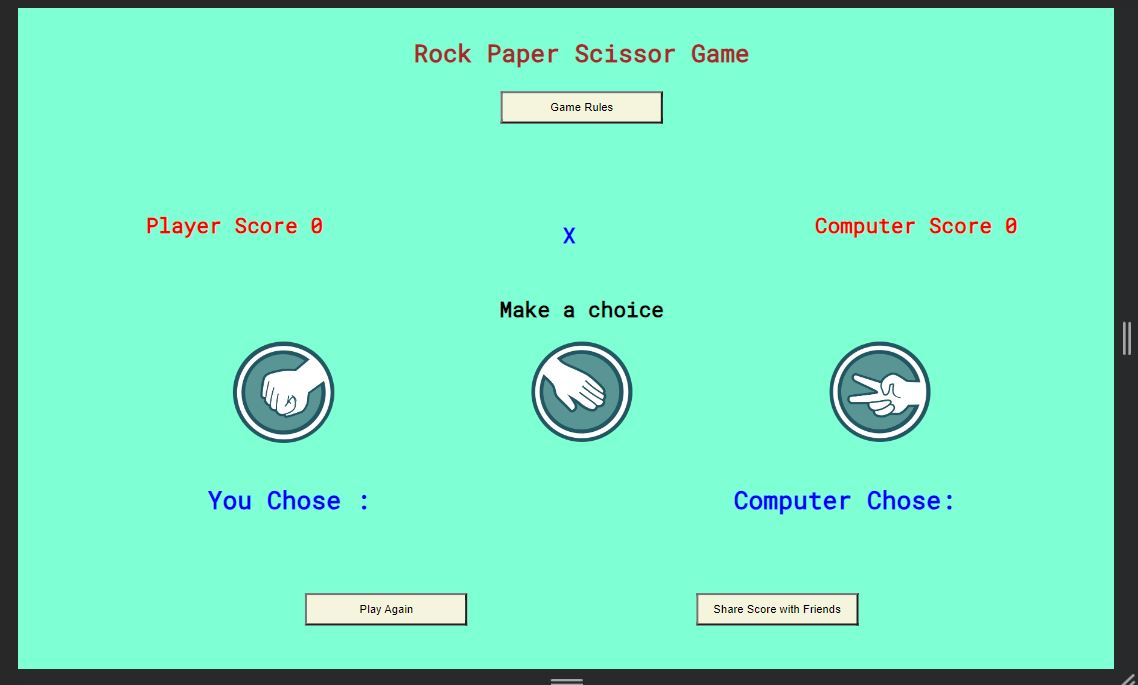 Rock Paper Scissor Game
Game Rules
Player Score 0
X
Computer Score 0
Make a choice
You Chose :
Computer Chose:
Play Again
Share Score with Friends